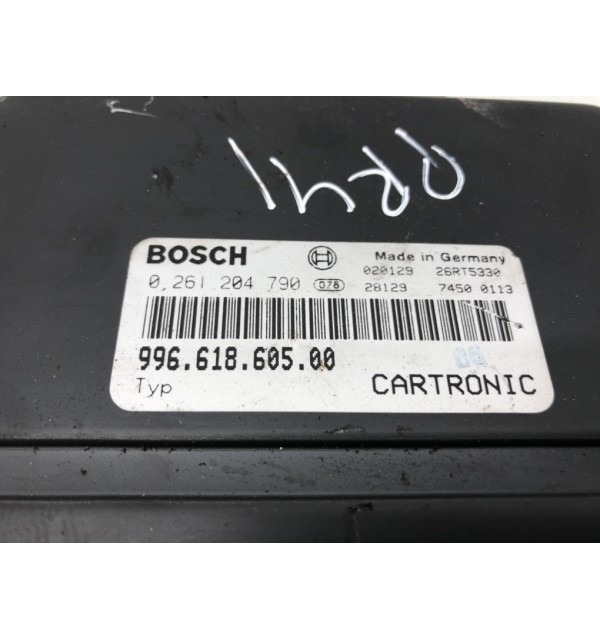 RR41
BOSCH Made in Germany
020129 26RT5330
0 261 204 790 078 28129 7450 0113
996.618.605.00
Typ CARTRONIC